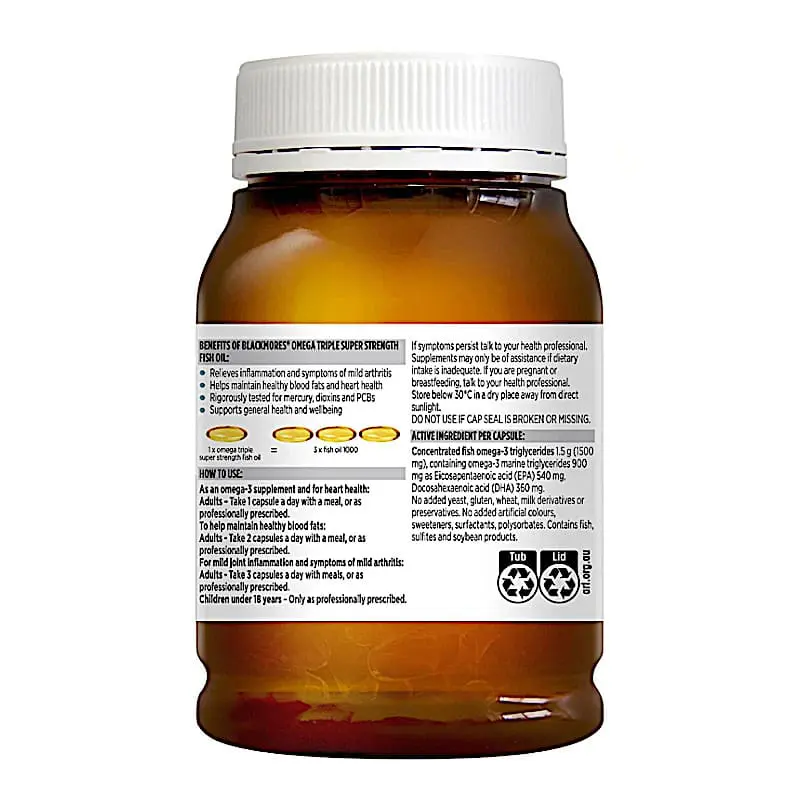 BENEFITS OF BLACKMORES® OMEGA TRIPLE SUPER STRENGTH
FISH OIL:
• Relieves inflammation and symptoms of mild arthritis
• Helps maintain healthy blood fats and heart health
• Rigorously tested for mercury, dioxins and PCBs
• Supports general health and wellbeing
1 x omega triple
super strength fish oil
=
3 x fish oil 1000
HOW TO USE:
As an omega-3 supplement and for heart health:
Adults - Take 1 capsule a day with a meal, or as
professionally prescribed.
To help maintain healthy blood fats:
Adults - Take 2 capsules a day with a meal, or as
professionally prescribed.
For mild joint inflammation and symptoms of mild arthritis:
Adults - Take 3 capsules a day with meals, or as
professionally prescribed.
Children under 18 years - Only as professionally prescribed.
If symptoms persist talk to your health professional.
Supplements may only be of assistance if dietary
intake is inadequate. If you are pregnant or
breastfeeding, talk to your health professional.
Store below 30°C in a dry place away from direct
sunlight.
DO NOT USE IF CAP SEAL IS BROKEN OR MISSING.
ACTIVE INGREDIENT PER CAPSULE:
Concentrated fish omega-3 triglycerides 1.5 g (1500
mg), containing omega-3 marine triglycerides 900
mg as Eicosapentaenoic acid (EPA) 540 mg,
Docosahexaenoic acid (DHA) 360 mg.
No added yeast, gluten, wheat, milk derivatives or
preservatives. No added artificial colours,
sweeteners, surfactants, polysorbates. Contains fish,
sulfites and soybean products.
Tub
Lid
arl.org.au